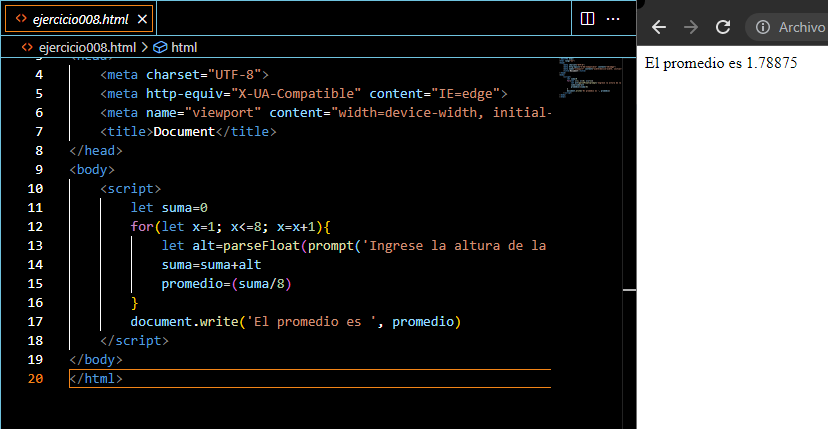 <> ejercicio008.html ×
<> ejercicio008.html > html
Archivo
3 <head>
4 <meta charset="UTF-8">
5 <meta http-equiv="X-UA-Compatible" content="IE=edge">
6 <meta name="viewport" content="width=device-width, initial-
7 <title>Document</title>
8 </head>
9 <body>
10 <script>
11 let suma=0
12 for(let x=1; x<=8; x=x+1){
13 let alt=parseFloat(prompt('Ingrese la altura de la
14 suma=suma+alt
15 promedio=(suma/8)
16 }
17 document.write('El promedio es ', promedio)
18 </script>
19 </body>
20 </html>
El promedio es 1.78875